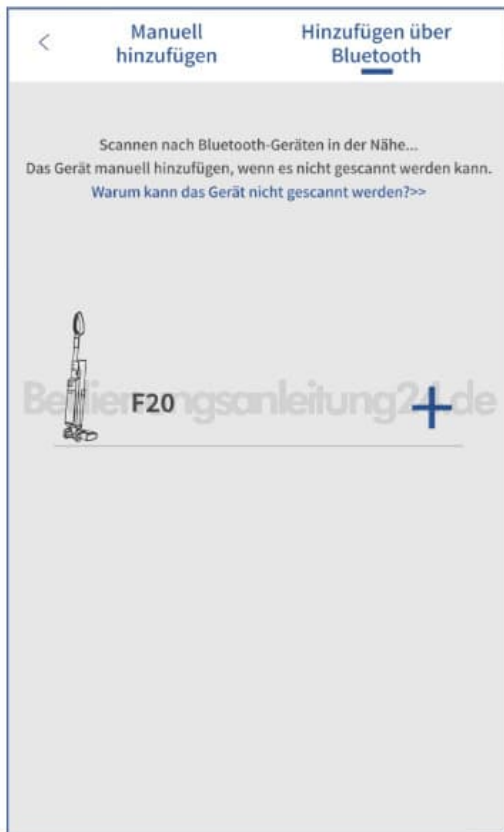 <
Manuell
hinzufügen
Hinzufügen über
Bluetooth
Scannen nach Bluetooth-Geräten in der Nähe...
Das Gerät manuell hinzufügen, wenn es nicht gescannt werden kann.
Warum kann das Gerät nicht gescannt werden?>>
F20
Bedienungsanleitung24.de